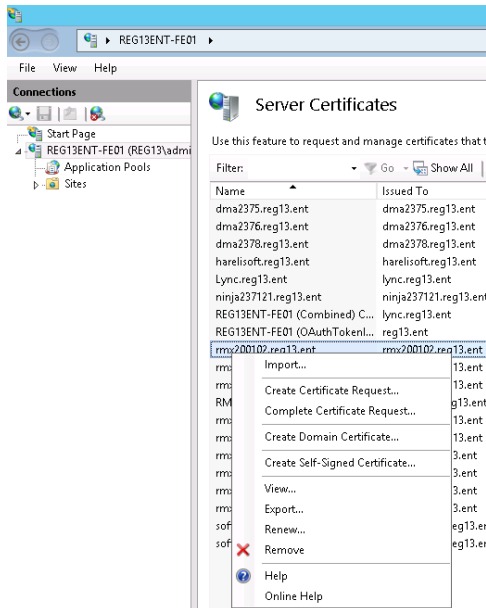 REG13ENT-FE01
File View Help
Connections
Start Page
REG13ENT-FE01 (REG13\admi
Application Pools
Sites
Server Certificates
Use this feature to request and manage certificates that t
Filter: Go Show All
Name Issued To
dma2375.reg13.ent dma2375.reg13.ent
dma2376.reg13.ent dma2376.reg13.ent
dma2378.reg13.ent dma2378.reg13.ent
harelisoft.reg13.ent harelisoft.reg13.ent
Lync.reg13.ent lync.reg13.ent
ninja237121.reg13.ent ninja237121.reg13.ent
REG13ENT-FE01 (Combined) C... lync.reg13.ent
REG13ENT-FE01 (OAuthTokenI... reg13.ent
rmx200102.reg13.ent rmx200102.reg13.ent
Import...
Create Certificate Request...
Complete Certificate Request...
Create Domain Certificate...
Create Self-Signed Certificate...
View...
Export...
Renew...
Remove
Help
Online Help